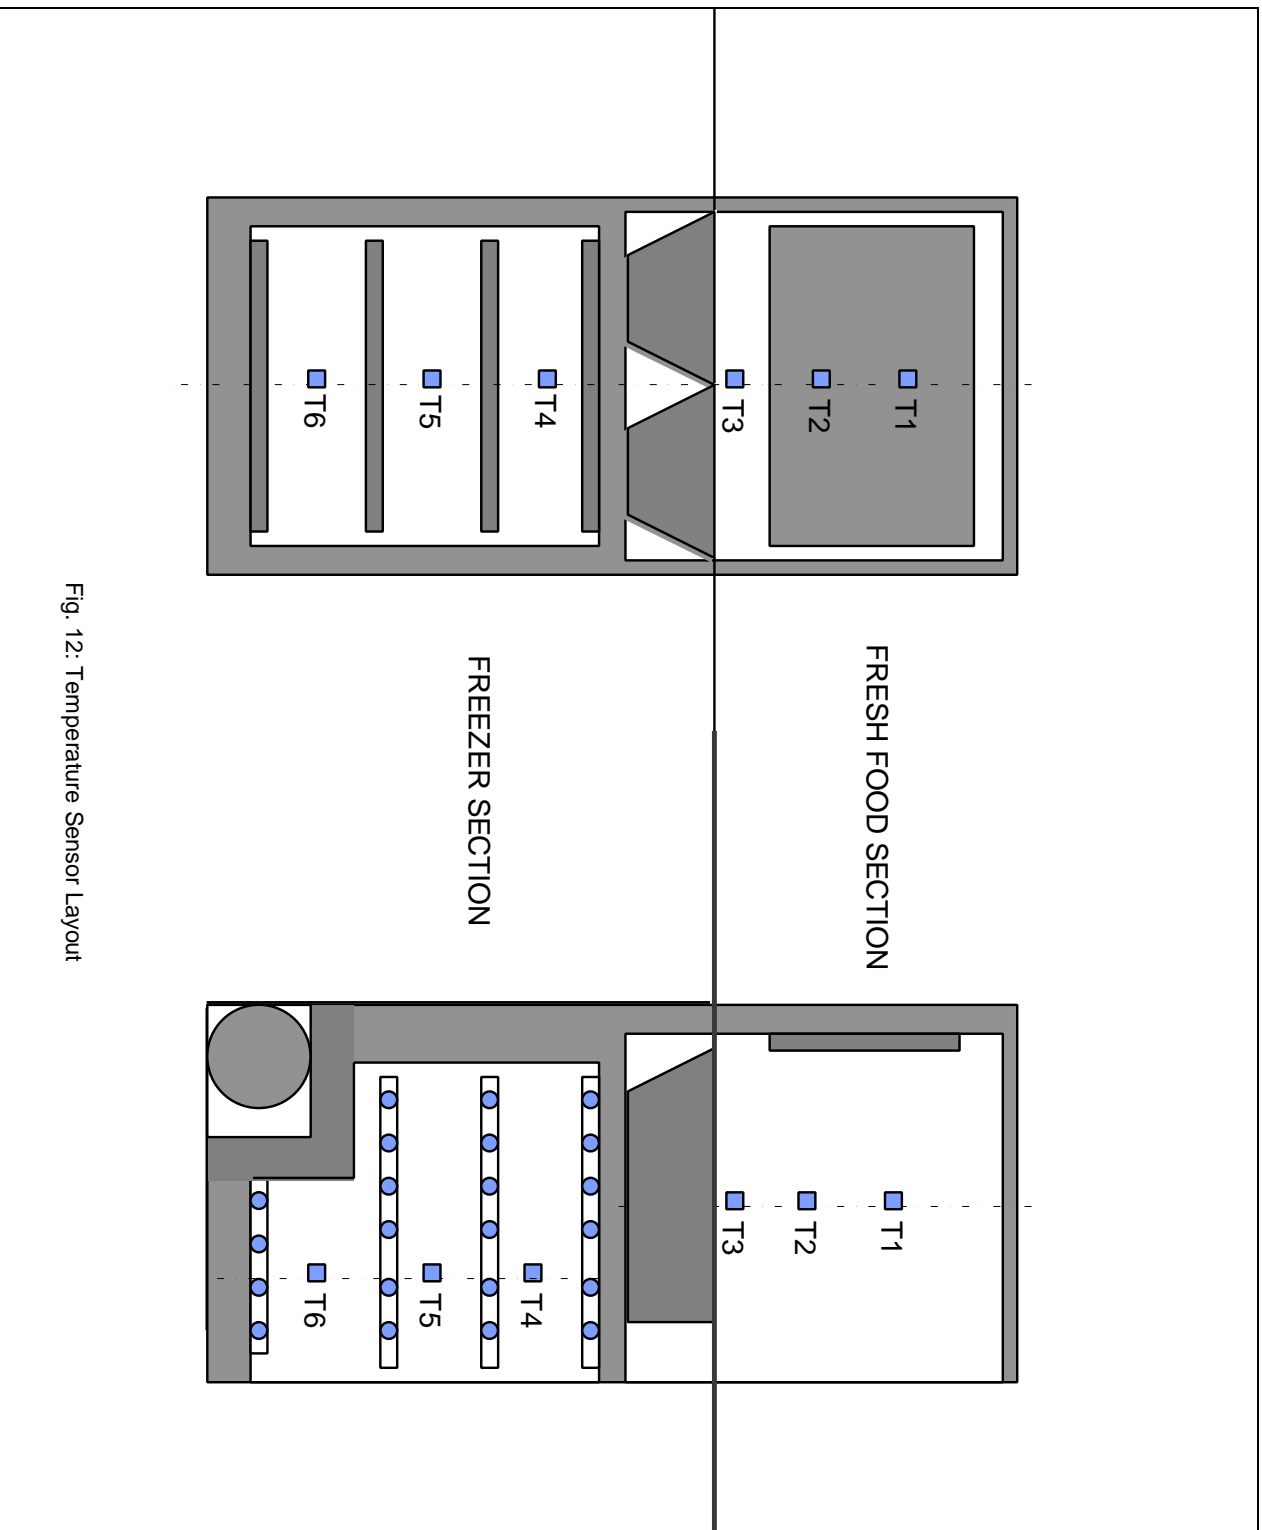 T1
FRESH FOOD SECTION
T1
T2
T2
T3
T3
T4
T4
FREEZER SECTION
T5
T5
T6
T6
Fig. 12: Temperature Sensor Layout